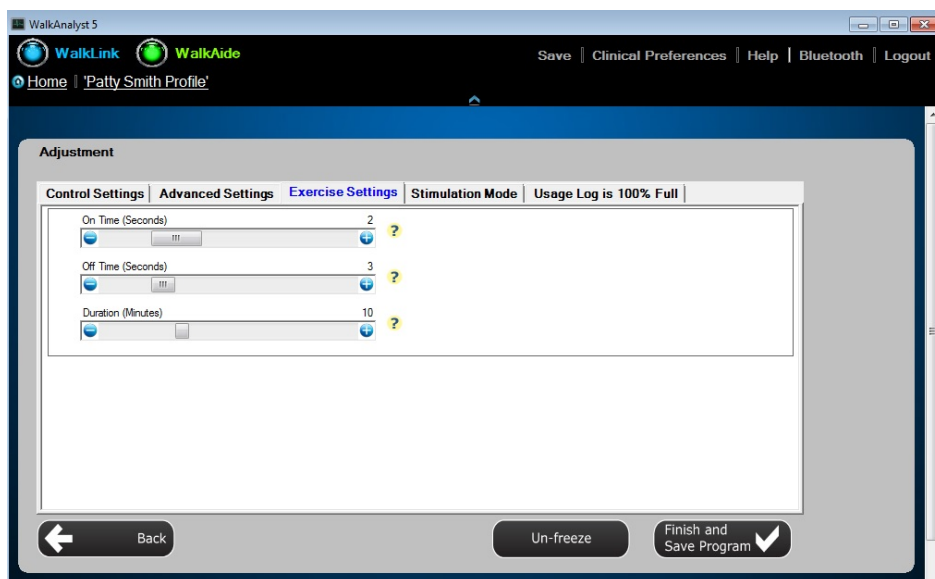 WalkAnalyst 5
WalkLink WalkAide Save Clinical Preferences Help Bluetooth Logout
Home 'Patty Smith Profile'
Adjustment
Control Settings Advanced Settings Exercise Settings Stimulation Mode Usage Log is 100% Full
On Time (Seconds) 2
?
Off Time (Seconds) 3
?
Duration (Minutes) 10
?
Back Un-freeze Finish and
Save Program